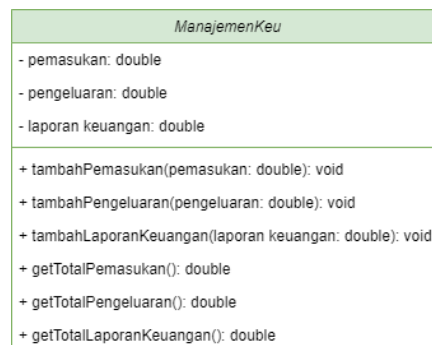 ManajemenKeu
- pemasukan: double
- pengeluaran: double
- laporan keuangan: double
+ tambahPemasukan(pemasukan: double): void
+ tambahPengeluaran(pengeluaran: double): void
+ tambahLaporanKeuangan(laporan keuangan: double): void
+ getTotalPemasukan(): double
+ getTotalPengeluaran(): double
+ getTotalLaporanKeuangan(): double